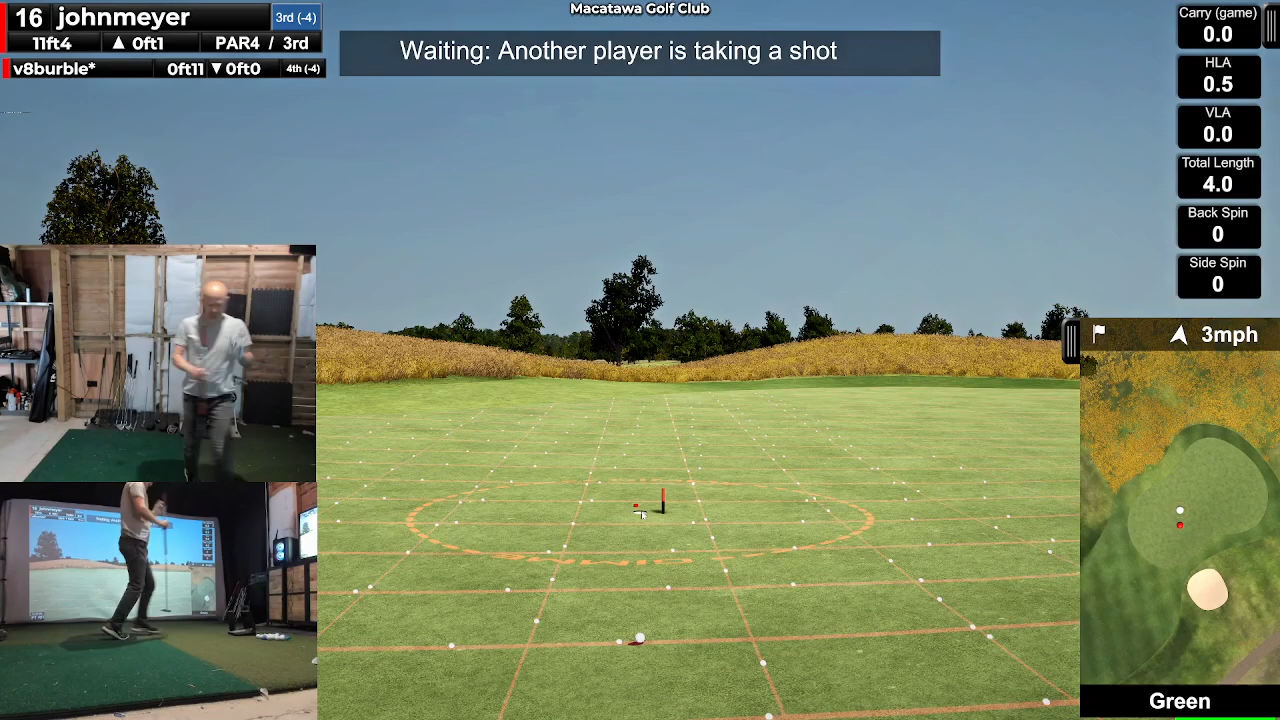 Macatawa Golf Club
16 johnmeyer 3rd (-4)
11ft4 ▲ 0ft1 PAR4 / 3rd
v8burble* 0ft11 ▼ 0ft0 4th (-4)
Waiting: Another player is taking a shot
Carry (game)
0.0
HLA
0.5
VLA
0.0
Total Length
4.0
Back Spin
0
Side Spin
0
3mph
GIMME
Green